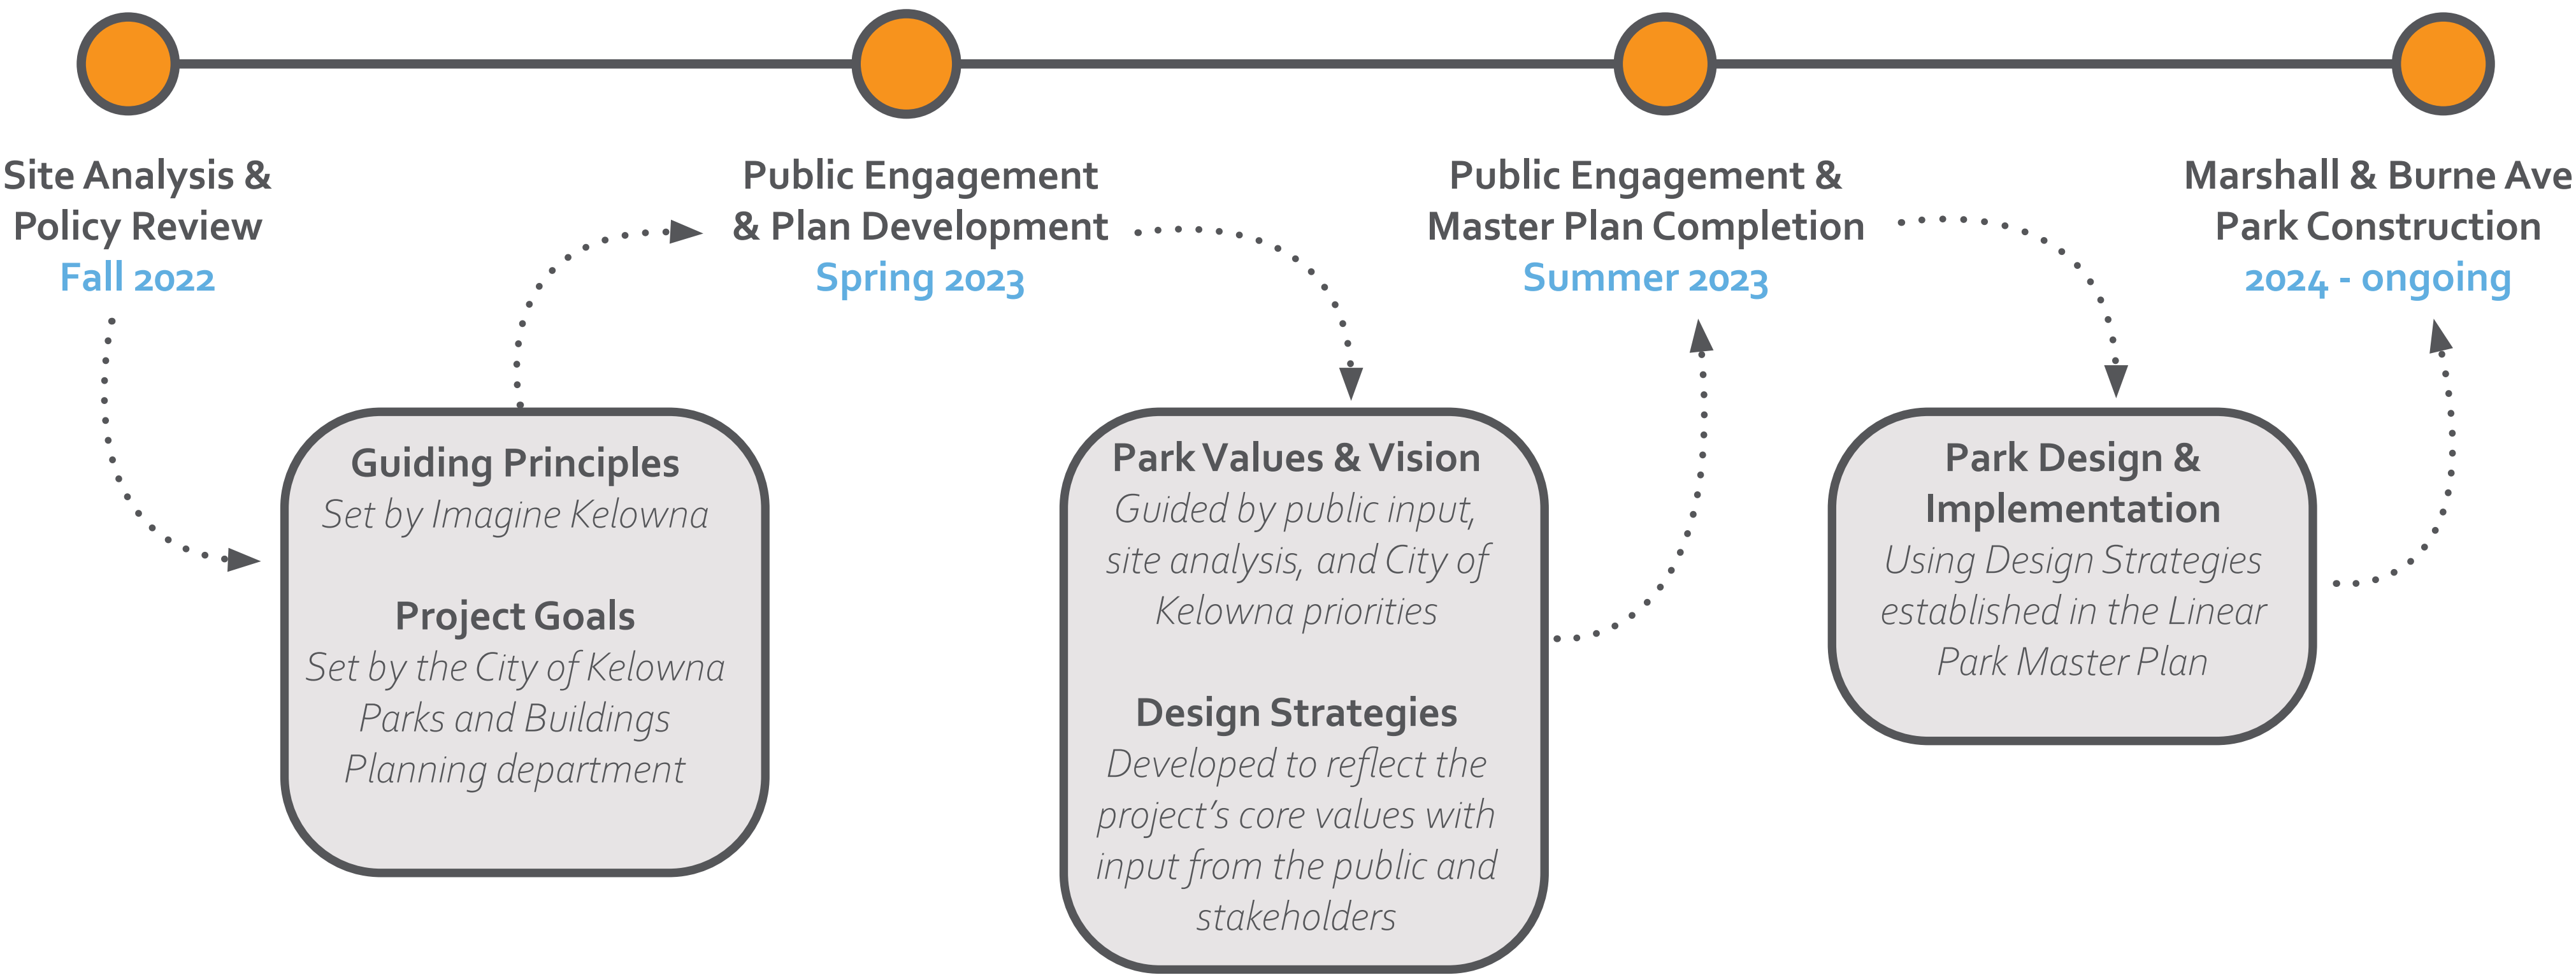 Site Analysis &
Policy Review
Fall 2022
Public Engagement
& Plan Development
Spring 2023
Public Engagement &
Master Plan Completion
Summer 2023
Marshall & Burne Ave
Park Construction
2024 - ongoing
Guiding Principles
Set by Imagine Kelowna
Project Goals
Set by the City of Kelowna
Parks and Buildings
Planning department
Park Values & Vision
Guided by public input,
site analysis, and City of
Kelowna priorities
Design Strategies
Developed to reflect the
project's core values with
input from the public and
stakeholders
Park Design &
Implementation
Using Design Strategies
established in the Linear
Park Master Plan